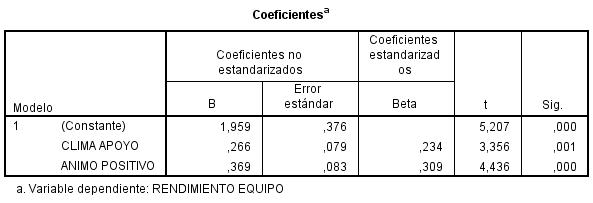 Coeficientesa
Coeficientes no estandarizados Coeficientes estandarizad os
Modelo B Error estándar Beta t Sig.
1 (Constante) 1,959 ,376 5,207 ,000
CLIMA APOYO ,266 ,079 ,234 3,356 ,001
ANIMO POSITIVO ,369 ,083 ,309 4,436 ,000
a. Variable dependiente: RENDIMIENTO EQUIPO